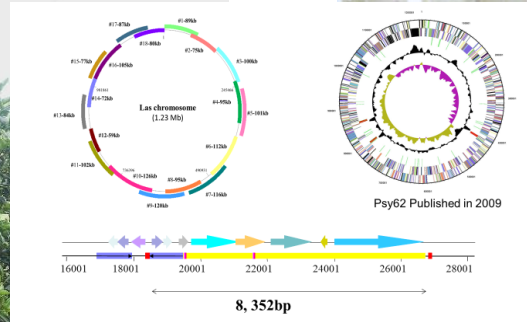 #17-87kb
#1-89kb
#18-80kb
#2-75kb
#15-77kb
#3-100kb
#16-105kb
#14-72kb
Las chromosome
(1.23 Mb)
#4-95kb
#13-84kb
#5-101kb
#12-59kb
#6-112kb
#11-102kb
#10-126kb
#8-95kb
#7-116kb
#9-120kb
Psy62 Published in 2009
16001 18001 20001 22001 24001 26001 28001
8, 352bp